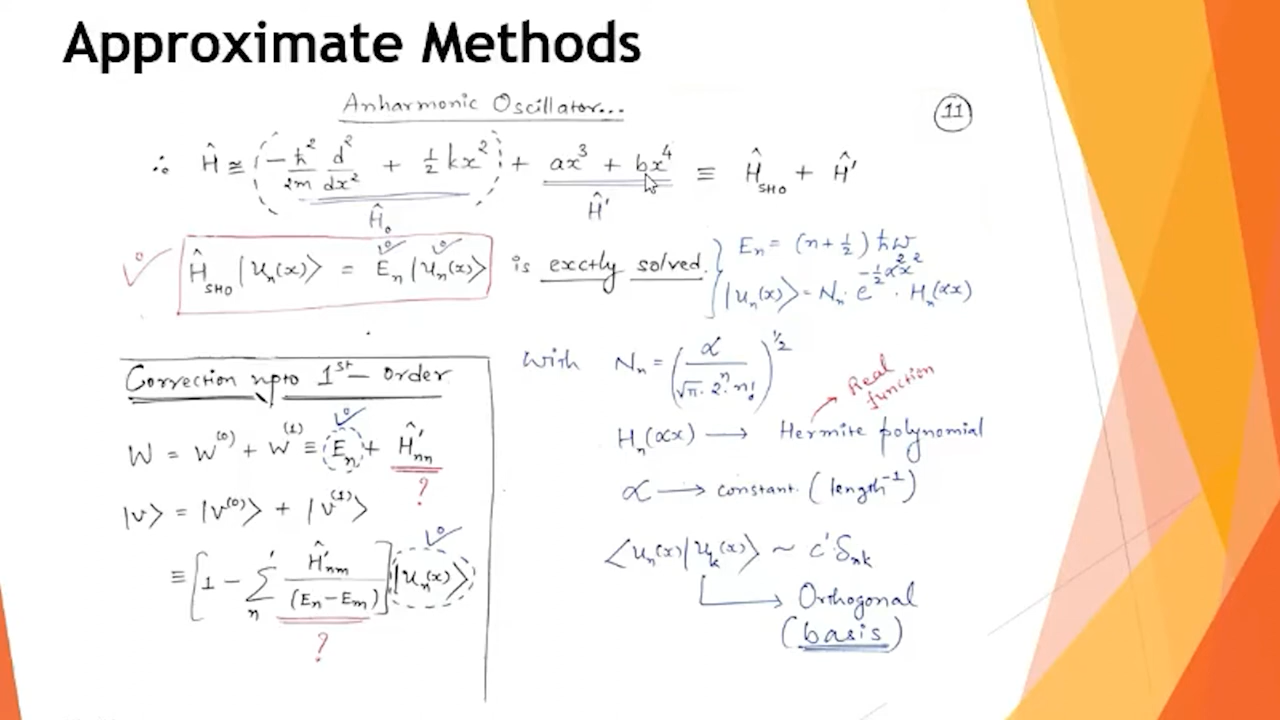 Approximate Methods
Anharmonic Oscillator...
11
∴ Ĥ ≅ (-ħ²/2m d²/dx² + ½ kx²) + ax³ + bx⁴ ≡ Ĥ_SHO + Ĥ'
Ĥ₀ Ĥ'
Ĥ_SHO |u_n(x)⟩ = E_n |u_n(x)⟩ is exctly solved. } E_n = (n+½) ħω
|u_n(x)⟩ = N_n · e^(-½α²x²) · H_n(αx)
With N_n = (α / √π · 2ⁿ · n!)^½
Correction upto 1st - order
Real function
W = W⁽⁰⁾ + W⁽¹⁾ ≡ E_n + Ĥ'_nn
?
H_n(αx) → Hermite polynomial
α → constant. (length⁻¹)
|v⟩ = |v⁽⁰⁾⟩ + |v⁽¹⁾⟩
≡ [1 - Σ'_n Ĥ'_nm / (E_n - E_m)] |u_n(x)⟩
?
⟨u_n(x)|u_k(x)⟩ ~ c' δ_nk
→ Orthogonal
(basis)